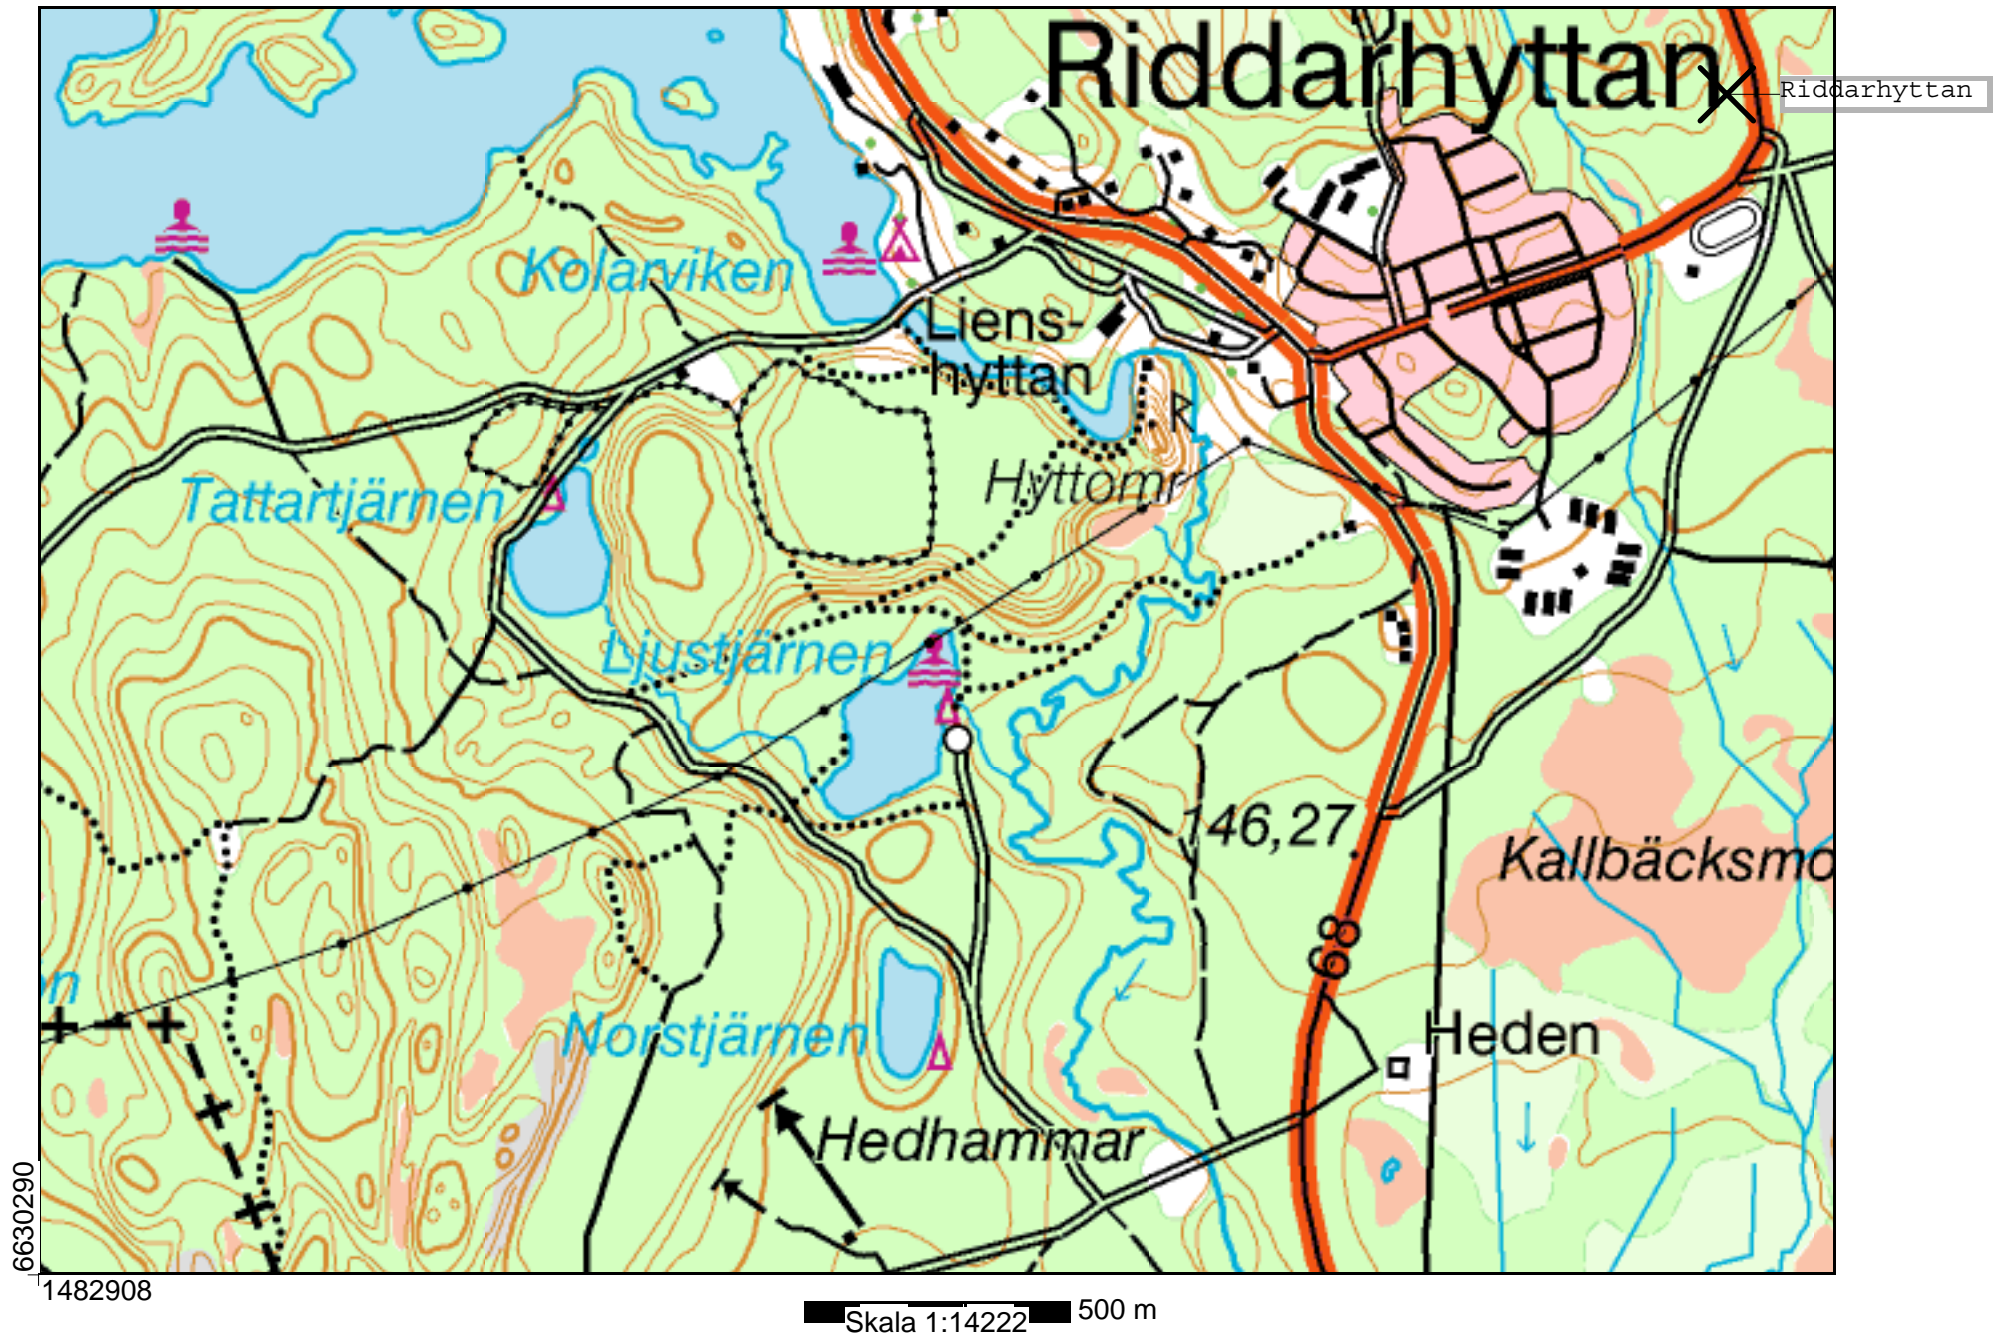 Riddarhyttan
Riddarhyttan
Kolarviken
Liens-
hyttan
R
Tattartjärnen
Hyttomr
Ljustjärnen
146,27
Kallbäcksmo
68
n
Norstjärnen
Heden
Hedhammar
6630290
1482908
Skala 1:14222
500 m